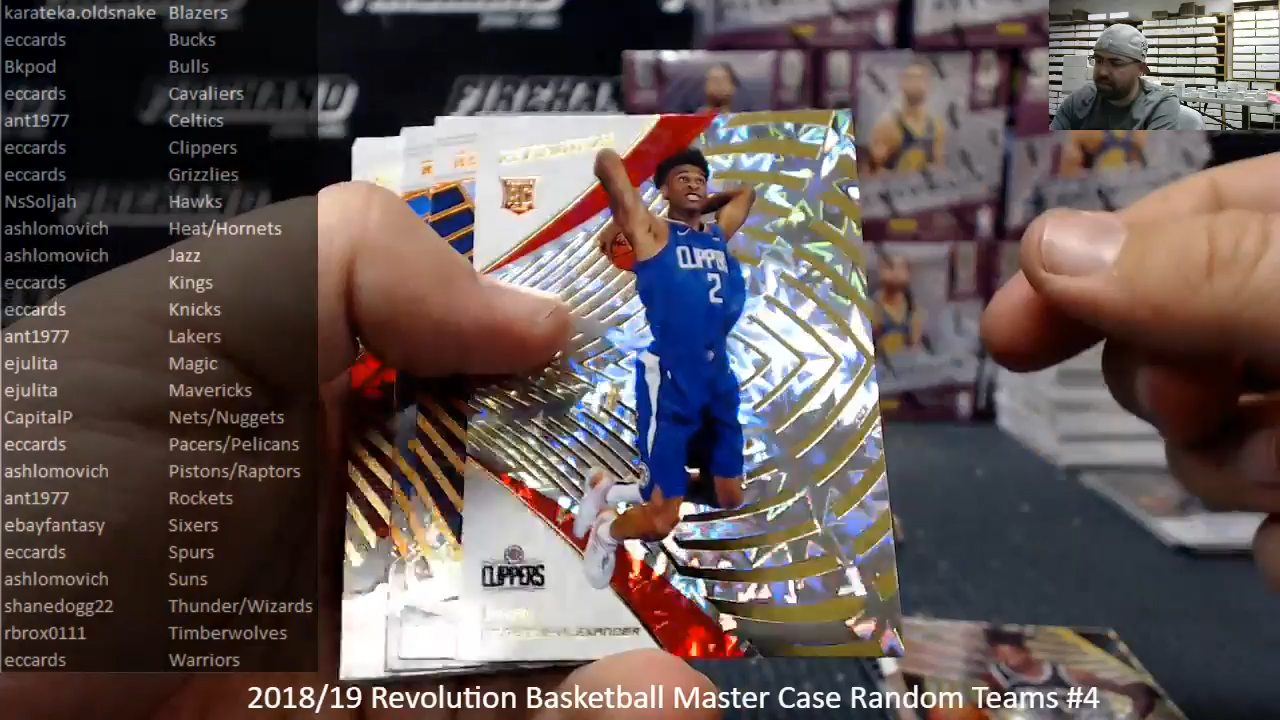 karateka.oldsnake Blazers
eccards Bucks
Bkpod Bulls
eccards Cavaliers
ant1977 Celtics
eccards Clippers
eccards Grizzlies
NsSoljah Hawks
ashlomovich Heat/Hornets
ashlomovich Jazz
eccards Kings
eccards Knicks
ant1977 Lakers
ejulita Magic
ejulita Mavericks
CapitalP Nets/Nuggets
eccards Pacers/Pelicans
ashlomovich Pistons/Raptors
ant1977 Rockets
ebayfantasy Sixers
eccards Spurs
ashlomovich Suns
shanedogg22 Thunder/Wizards
rbrox0111 Timberwolves
eccards Warriors
FIREHAND
FIREHAND
CLIPPERS
2
CLIPPERS
ALEXANDER
2018/19 Revolution Basketball Master Case Random Teams #4